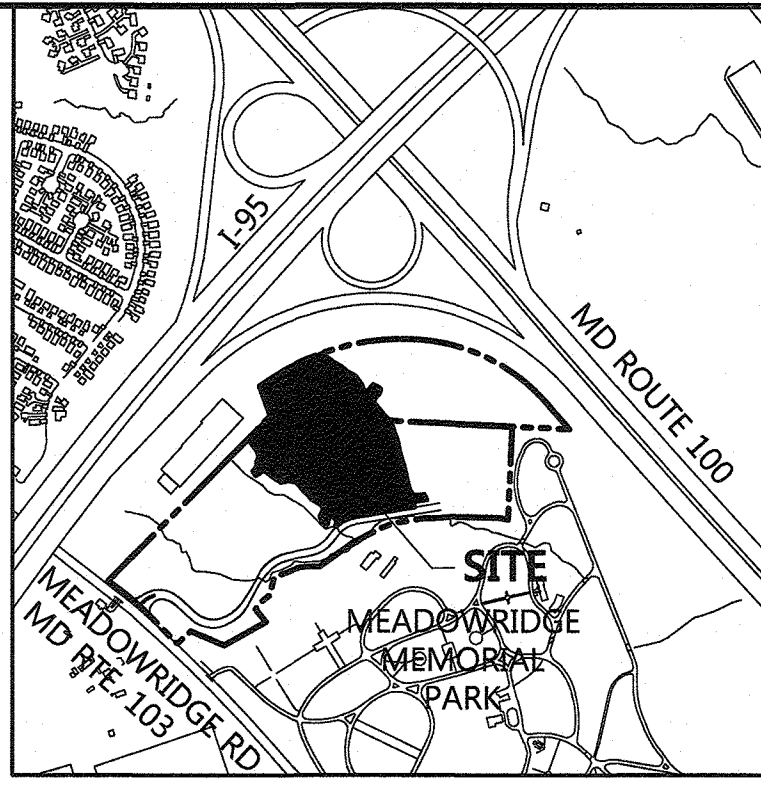 I-95
MD ROUTE 100
SITE
MEADOWRIDGE
MEMORIAL
PARK
MEADOWRIDGE RD
MD RTE. 103